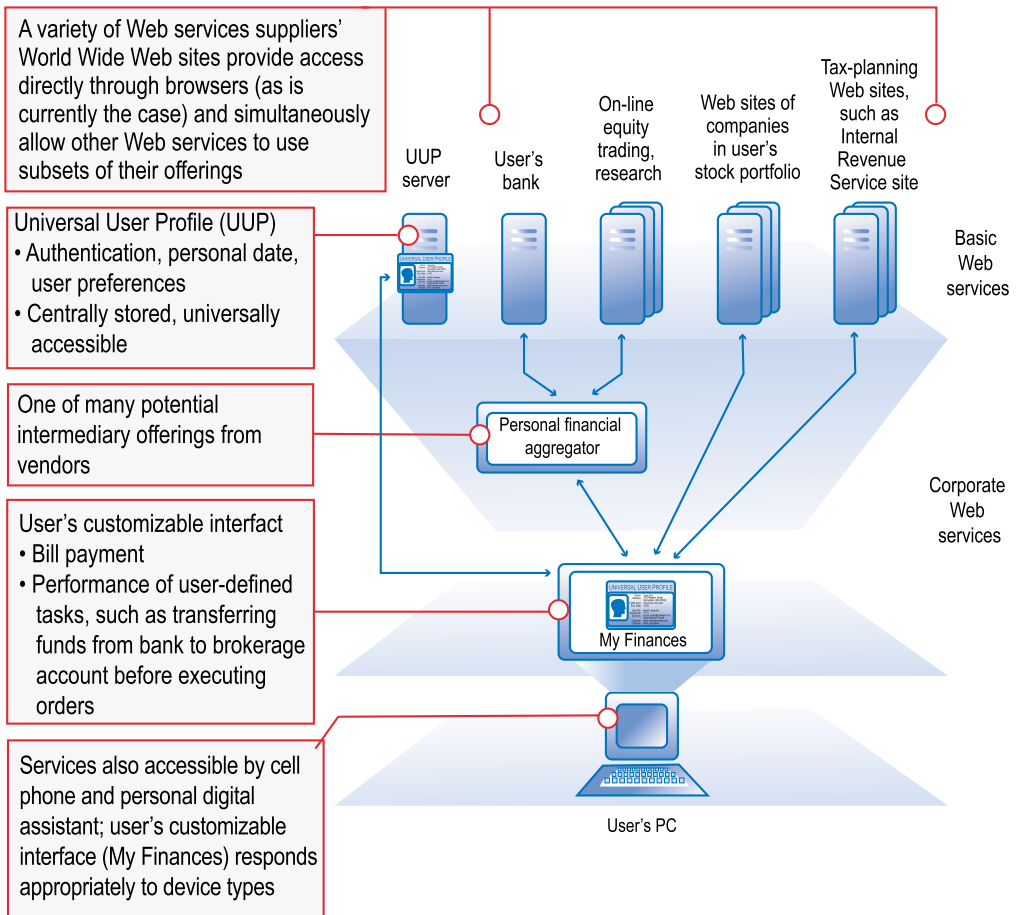 A variety of Web services suppliers'
World Wide Web sites provide access
directly through browsers (as is
currently the case) and simultaneously
allow other Web services to use
subsets of their offerings
UUP
server
User's
bank
On-line
equity
trading,
research
Web sites of
companies
in user's
stock portfolio
Tax-planning
Web sites,
such as
Internal
Revenue
Service site
Universal User Profile (UUP)
• Authentication, personal date,
user preferences
• Centrally stored, universally
accessible
UNIVERSAL USER PROFILE
Basic
Web
services
One of many potential
intermediary offerings from
vendors
Personal financial
aggregator
Corporate
Web
services
User's customizable interfact
• Bill payment
• Performance of user-defined
tasks, such as transferring
funds from bank to brokerage
account before executing
orders
UNIVERSAL USER PROFILE
My Finances
Services also accessible by cell
phone and personal digital
assistant; user's customizable
interface (My Finances) responds
appropriately to device types
User's PC